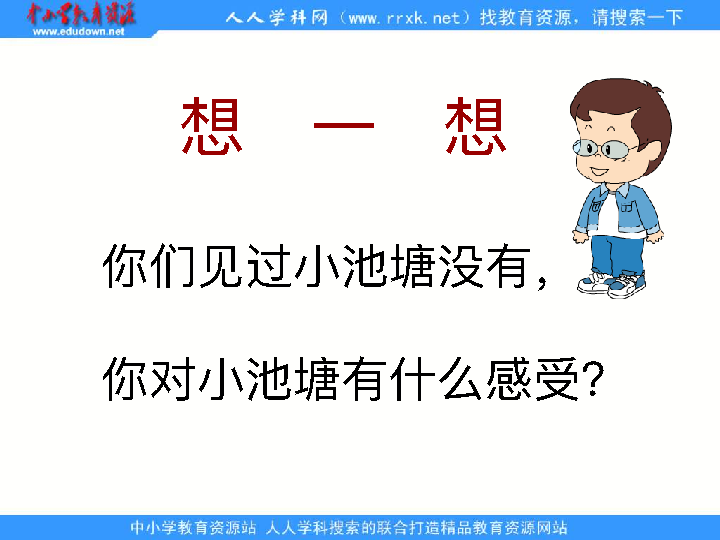 中小学教育资源
www.edudown.net
人人学科网（www.rrxk.net）找教育资源，请搜索一下
想 一 想
你们见过小池塘没有，
你对小池塘有什么感受？
中小学教育资源站 人人学科搜索的联合打造精品教育资源网站